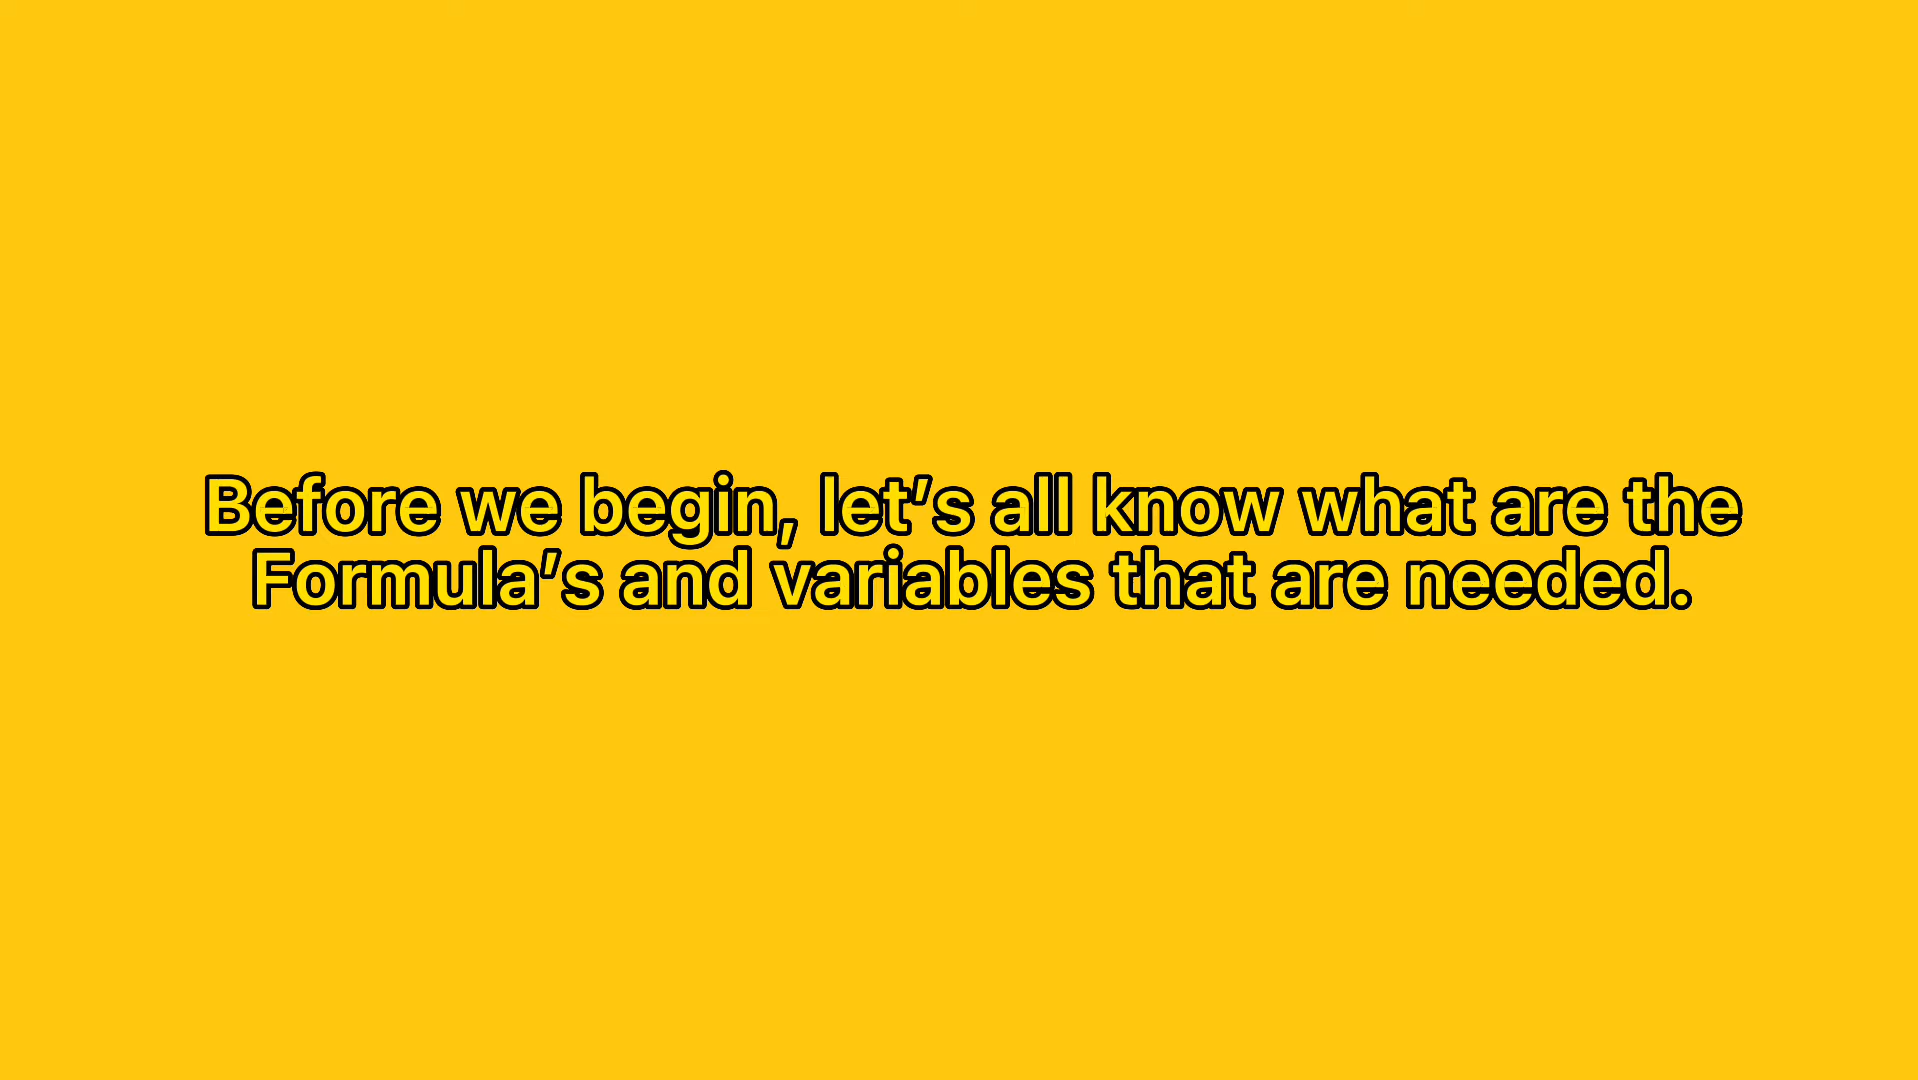 Before we begin, let’s all know what are the
Formula’s and variables that are needed.